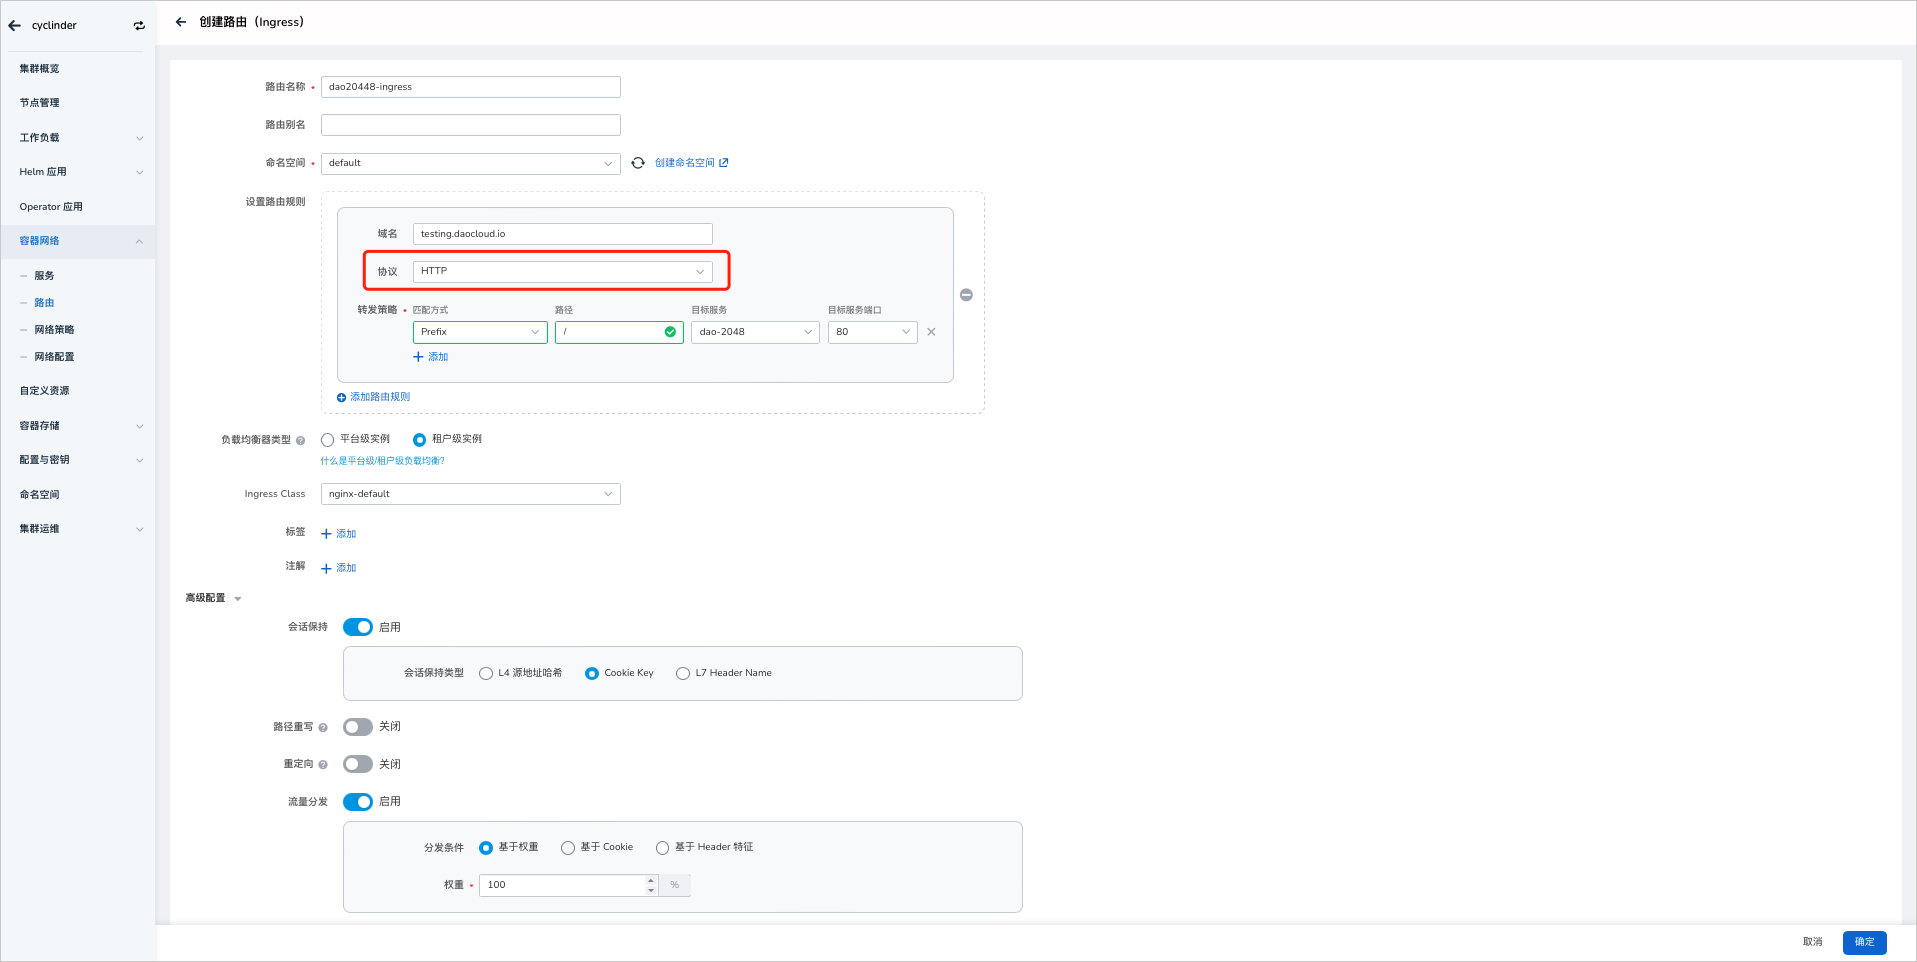 cyclinder
集群概览
节点管理
工作负载
Helm 应用
Operator 应用
容器网络
服务
路由
网络策略
网络配置
自定义资源
容器存储
配置与密钥
命名空间
集群运维
创建路由（Ingress）
路由名称 • dao20448-ingress
路由别名
命名空间 • default 创建命名空间
设置路由规则
域名 testing.daocloud.io
协议 HTTP
转发策略 • 匹配方式 路径 目标服务 目标服务端口
Prefix / dao-2048 80
添加
添加路由规则
负载均衡器类型 ? 平台级实例 租户级实例
什么是平台级/租户级负载均衡?
Ingress Class nginx-default
标签 添加
注解 添加
高级配置
会话保持 启用
会话保持类型 L4 源地址哈希 Cookie Key L7 Header Name
路径重写 ? 关闭
重定向 ? 关闭
流量分发 启用
分发条件 基于权重 基于 Cookie 基于 Header 特征
权重 • 100 %
取消 确定